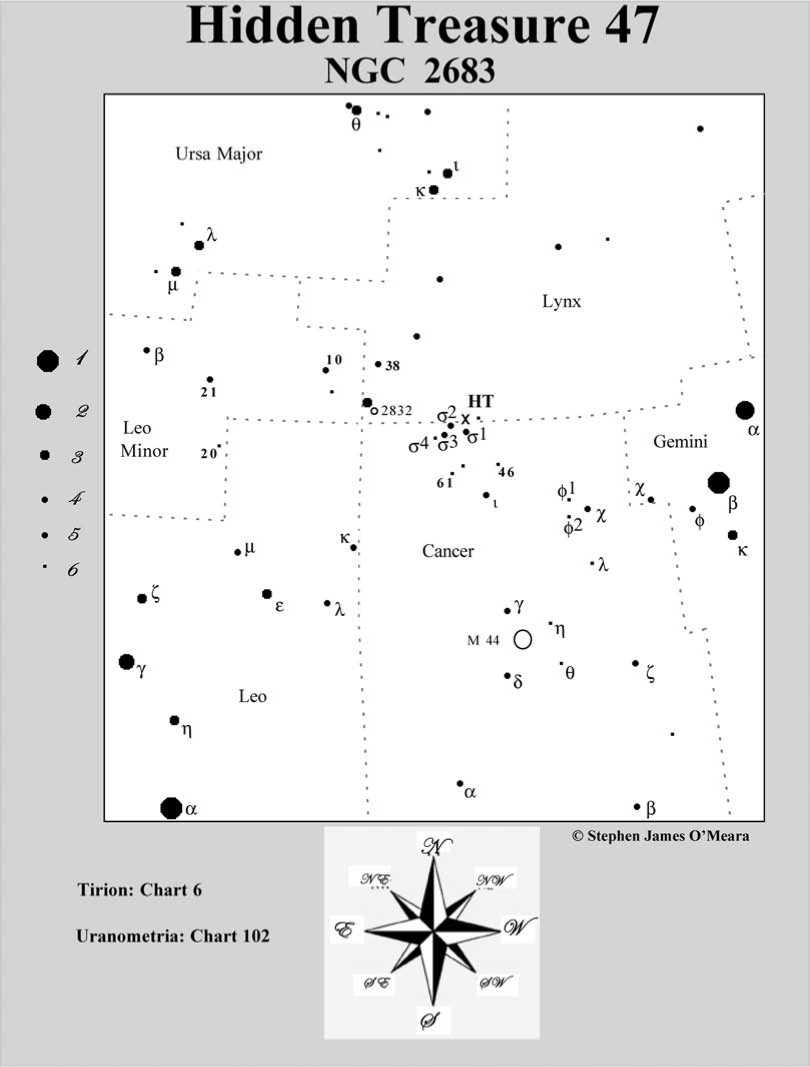 Hidden Treasure 47
NGC 2683
θ
Ursa Major
ι
κ
λ
μ
Lynx
β
10
38
21
2832
HT
σ2
x
σ1
σ4
σ3
α
Leo
Minor
Gemini
20
61
46
ι
φ1
χ
χ
φ2
β
φ
κ
μ
κ
Cancer
λ
ζ
ε
λ
γ
η
M 44
γ
θ
ζ
δ
Leo
η
α
α
β
1
2
3
4
5
6
© Stephen James O'Meara
Tirion: Chart 6
Uranometria: Chart 102
N
NE
NW
E
W
SE
SW
S